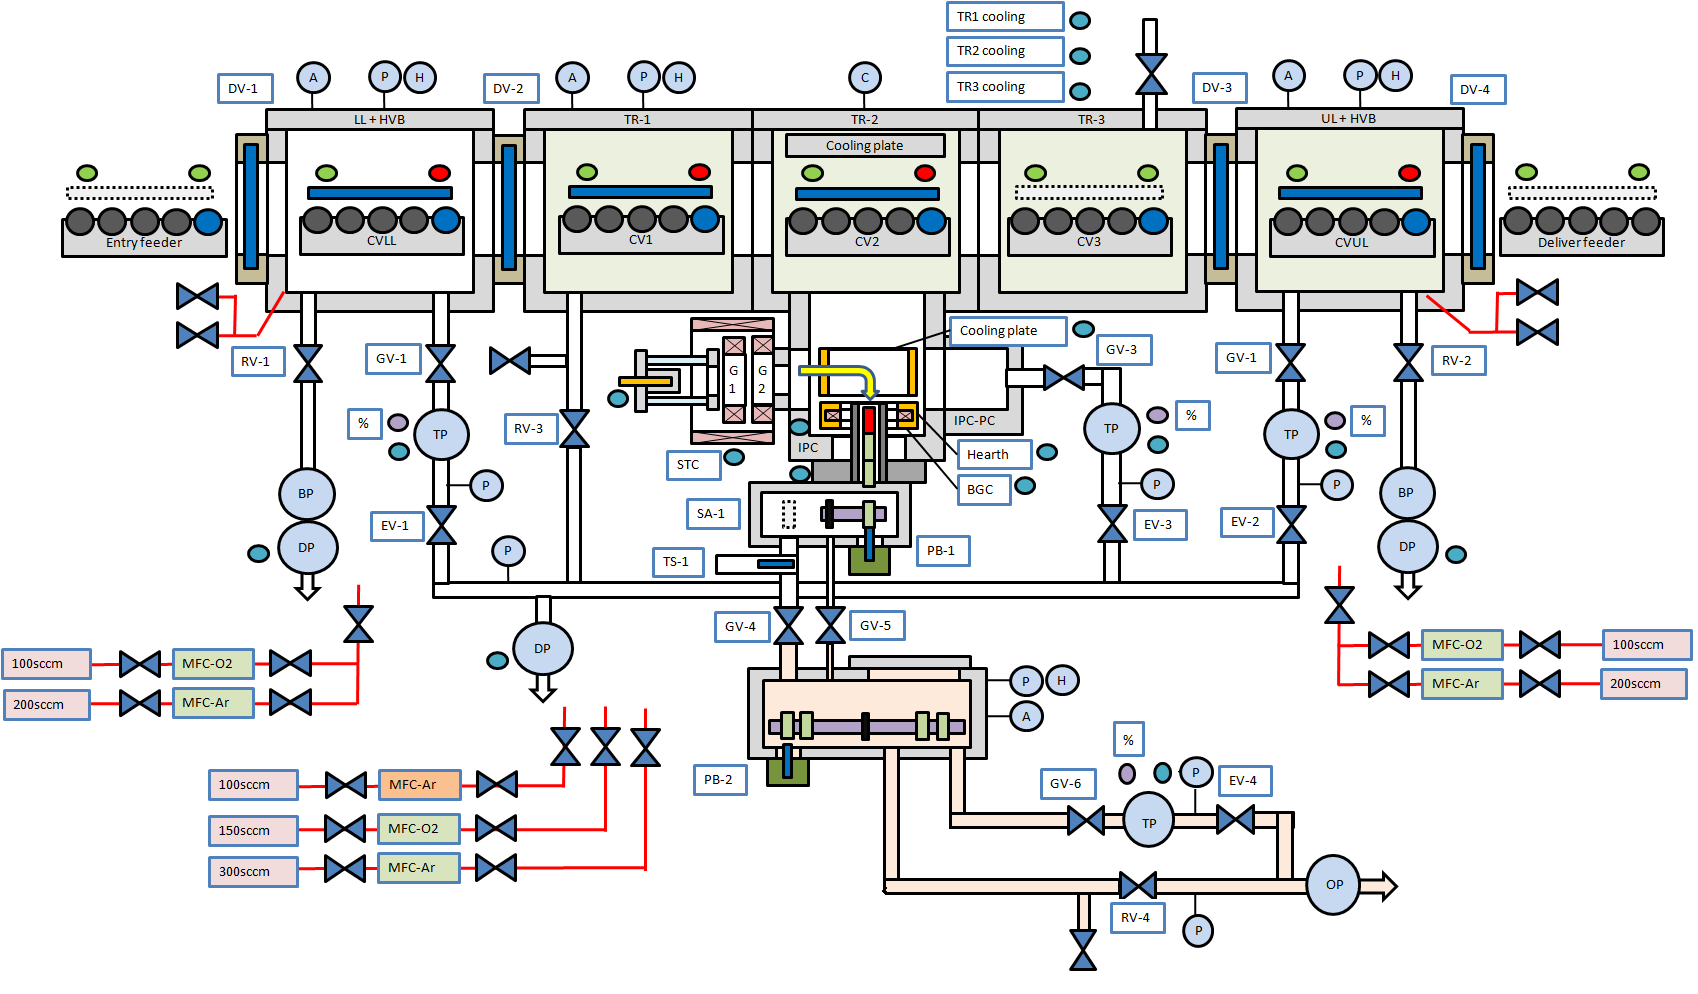 TR1 cooling
TR2 cooling
TR3 cooling
DV-1
A
P
H
DV-2
A
P
H
C
DV-3
A
P
H
DV-4
LL + HVB
TR-1
TR-2
TR-3
UL + HVB
Cooling plate
Entry feeder
CVLL
CV1
CV2
CV3
CVUL
Deliver feeder
RV-1
GV-1
Cooling plate
GV-3
GV-1
RV-2
G
1
G
2
%
TP
RV-3
IPC
IPC-PC
TP
%
TP
%
STC
Hearth
BGC
BP
P
P
P
BP
SA-1
EV-1
EV-3
EV-2
DP
P
TS-1
PB-1
DP
GV-4
GV-5
DP
100sccm
MFC-O2
MFC-O2
100sccm
200sccm
MFC-Ar
P
H
MFC-Ar
200sccm
A
100sccm
MFC-Ar
PB-2
%
GV-6
P
EV-4
150sccm
MFC-O2
TP
300sccm
MFC-Ar
OP
RV-4
P